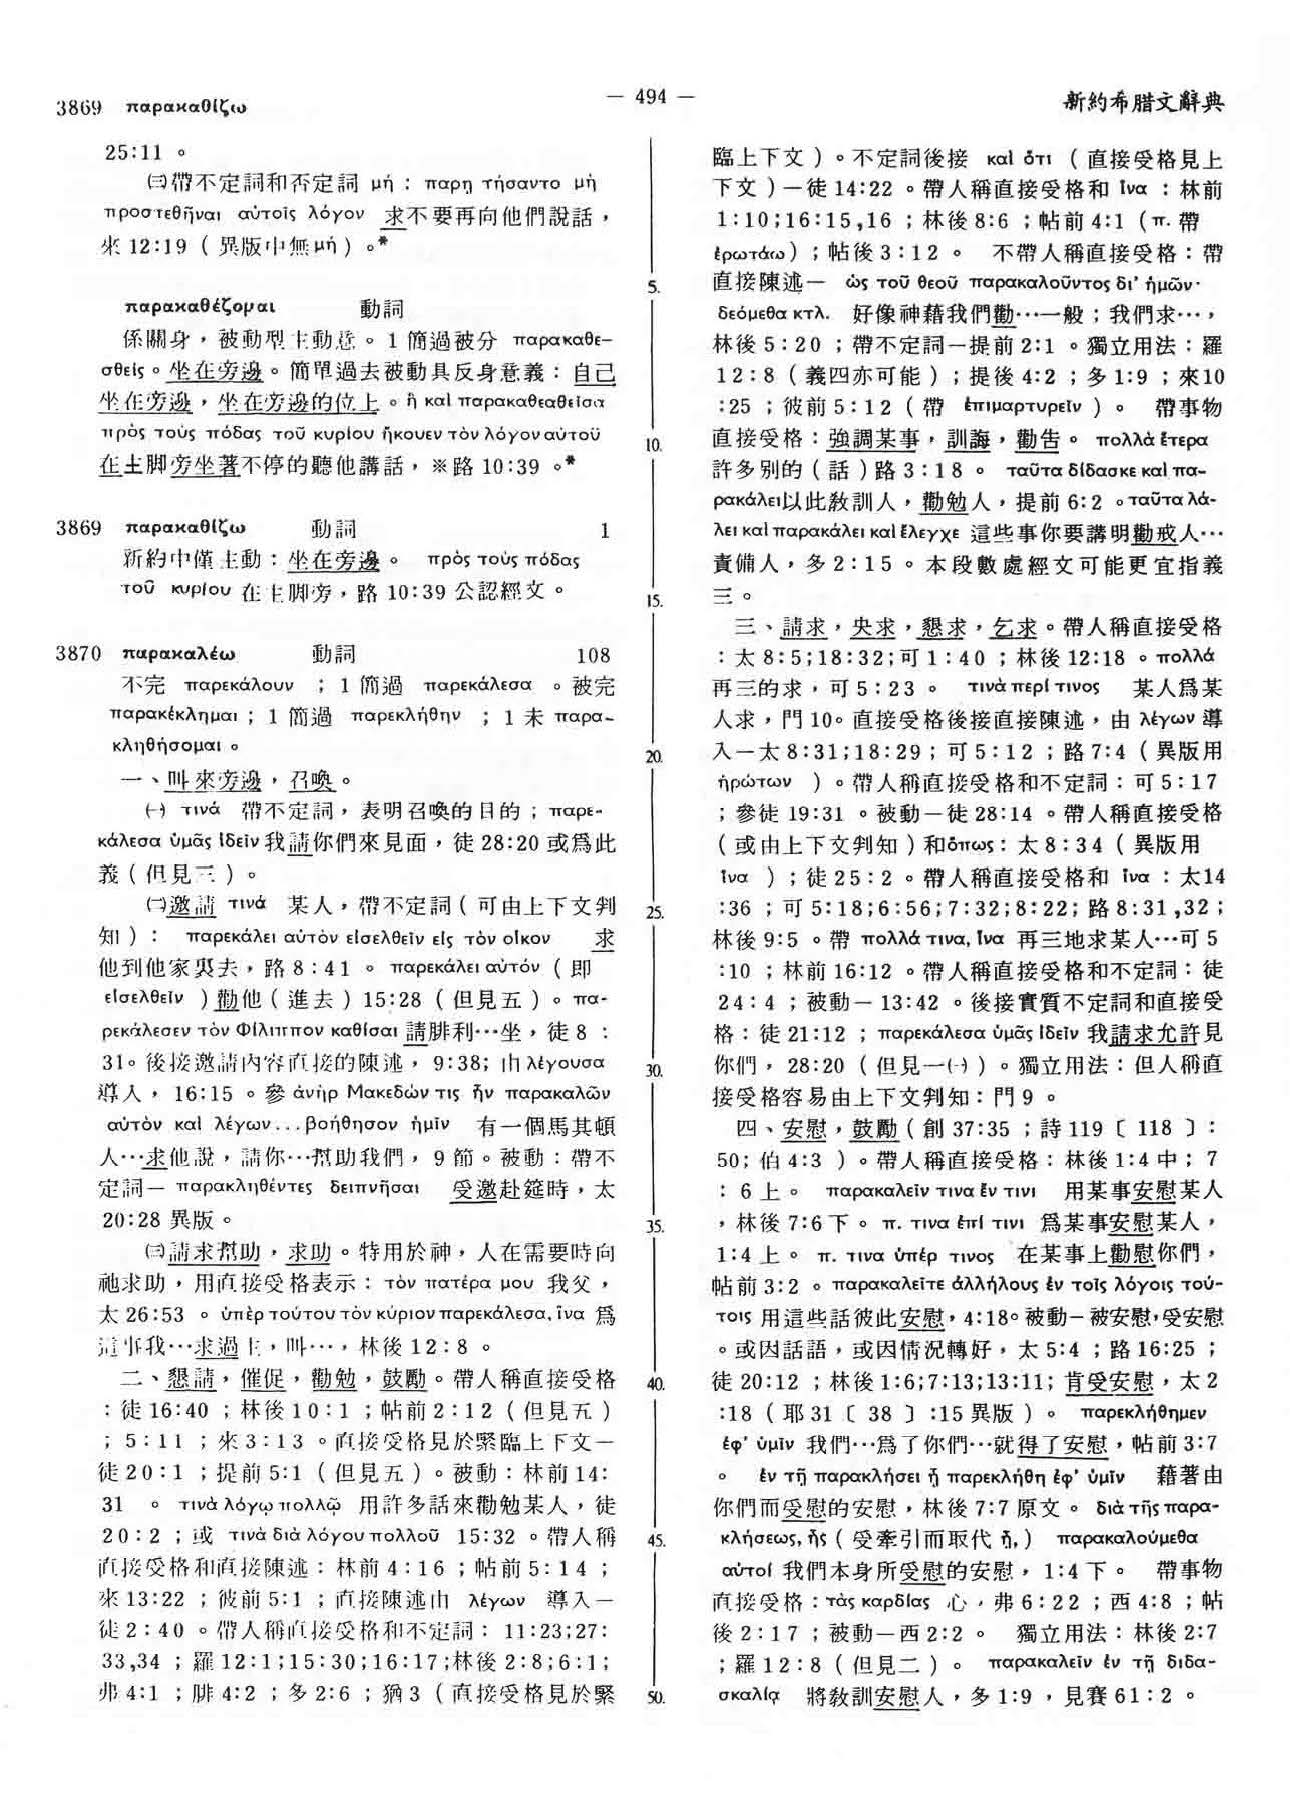 3869 παρακαθίζω
— 494 —
新約希腊文辭典
25:11 。
㈢帶不定詞和否定詞 μή : παρῃτήσαντο μὴ
προστεθῆναι αὐτοῖς λόγον 求不要再向他們說話，
來 12:19 ( 異版中無μή ) 。*
παρακαθέζομαι 動詞
係關身，被動型主動意。1 簡過被分 παρακαθε-
σθείς 。坐在旁邊。簡單過去被動具反身意義：自己
坐在旁邊，坐在旁邊的位上。ἣ καὶ παρακαθεσθεῖσα
πρὸς τοὺς πόδας τοῦ κυρίου ἤκουεν τὸν λόγον αὐτοῦ
在主脚旁坐著不停的聽他講話，※路 10:39 。*
3869 παρακαθίζω 動詞 1
新約中僅主動：坐在旁邊。 πρὸς τοὺς πόδας
τοῦ κυρίου 在主脚旁，路 10:39 公認經文。
3870 παρακαλέω 動詞 108
不完 παρεκάλουν ；1 簡過 παρεκάλεσα 。被完
παρακέκλημαι ; 1 簡過 παρεκλήθην ；1 未 παρα-
κληθήσομαι 。
一、叫來旁邊，召喚。
㈠ τινά 帶不定詞，表明召喚的目的；παρε-
κάλεσα ὑμᾶς ἰδεῖν 我請你們來見面，徒 28:20 或爲此
義 ( 但見三 ) 。
㈡邀請 τινά 某人，帶不定詞 ( 可由上下文判
知 ) : παρεκάλει αὐτὸν εἰσελθεῖν εἰς τὸν οἶκον 求
他到他家裏去，路 8:41 。παρεκάλει αὐτόν ( 即
εἰσελθεῖν ) 勸他 ( 進去 ) 15:28 ( 但見五 ) 。πα-
ρεκάλεσεν τὸν Φίλιππον καθίσαι 請腓利…坐，徒 8 :
31。後接邀請內容直接的陳述，9:38; 由 λέγουσα
導入，16:15 。參 ἀνὴρ Μακεδών τις ἦν παρακαλῶν
αὐτὸν καὶ λέγων...βοήθησον ἡμῖν 有一個馬其頓
人…求他說，請你…幫助我們，9 節。被動：帶不
定詞— παρακληθέντες δειπνῆσαι 受邀赴筵時，太
20:28 異版。
㈢請求幫助，求助。特用於神，人在需要時向
祂求助，用直接受格表示：τὸν πατέρα μου 我父，
太 26:53 。ὑπὲρ τούτου τὸν κύριον παρεκάλεσα, ἵνα 爲
這事我…求過主，叫…，林後 12:8 。
二、懇請，催促，勸勉，鼓勵。帶人稱直接受格
: 徒 16:40 ；林後 10:1 ；帖前 2:12 ( 但見五 )
；5:11 ；來 3:13 。直接受格見於緊臨上下文—
徒 20:1 ；提前 5:1 ( 但見五 ) 。被動：林前 14:
31 。τινὰ λόγῳ πολλῷ 用許多話來勸勉某人，徒
20:2 ；或 τινὰ διὰ λόγου πολλοῦ 15:32 。帶人稱
直接受格和直接陳述：林前 4:16 ；帖前 5:14 ；
來 13:22 ；彼前 5:1 ；直接陳述由 λέγων 導入—
徒 2:40 。帶人稱直接受格和不定詞：11:23;27:
33,34 ；羅 12:1;15:30;16:17;林後 2:8;6:1;
弗 4:1 ；腓 4:2 ；多 2:6 ；猶 3 ( 直接受格見於緊
5.
10.
15.
20.
25.
30.
35.
40.
45.
50.
臨上下文 ) 。不定詞後接 καὶ ὅτι ( 直接受格見上
下文 ) — 徒 14:22 。帶人稱直接受格和 ἵνα : 林前
1:10;16:15,16 ；林後 8:6 ；帖前 4:1 (π. 帶
ἐρωτάω ) ；帖後 3:12 。 不帶人稱直接受格：帶
直接陳述— ὡς τοῦ θεοῦ παρακαλοῦντος δι' ἡμῶν·
δεόμεθα κτλ. 好像神藉我們勸…一般；我們求…，
林後 5:20 ；帶不定詞—提前 2:1 。獨立用法：羅
12:8 ( 義四亦可能 ) ；提後 4:2 ；多 1:9 ；來10
:25 ；彼前 5:12 ( 帶 ἐπιμαρτυρεῖν ) 。 帶事物
直接受格：強調某事，訓誨，勸告。πολλὰ ἕτερα
許多別的 ( 話 ) 路 3:18 。 ταῦτα δίδασκε καὶ πα-
ρακάλει以此敎訓人，勸勉人，提前 6:2 。ταῦτα λά-
λει καὶ παρακάλει καὶ ἔλεγχε 這些事你要講明勸戒人…
責備人，多 2:15 。本段數處經文可能更宜指義
三。
三、請求，央求，懇求，乞求。帶人稱直接受格
: 太 8:5;18:32;可 1:40 ；林後 12:18 。πολλά
再三的求，可 5:23 。 τινὰ περί τινος 某人爲某
人求，門 10。直接受格後接直接陳述，由 λέγων 導
入—太 8:31;18:29 ；可 5:12 ；路 7:4 ( 異版用
ἠρώτων ) 。帶人稱直接受格和不定詞：可 5:17
；參徒 19:31 。被動—徒 28:14 。帶人稱直接受格
( 或由上下文判知 ) 和ὅπως : 太 8:34 ( 異版用
ἵνα ) ；徒 25:2 。帶人稱直接受格和 ἵνα : 太14
:36 ；可 5:18;6:56;7:32;8:22; 路 8:31,32 ;
林後 9:5 。帶 πολλά τινα, ἵνα 再三地求某人…可 5
:10 ；林前 16:12 。帶人稱直接受格和不定詞：徒
24:4 ；被動—13:42 。後接實質不定詞和直接受
格：徒 21:12 ；παρεκάλεσα ὑμᾶς ἰδεῖν 我請求允許見
你們， 28:20 ( 但見一㈠ ) 。獨立用法：但人稱直
接受格容易由上下文判知：門 9 。
四、安慰，鼓勵 ( 創 37:35 ；詩 119〔 118 〕:
50; 伯 4:3 ) 。帶人稱直接受格：林後 1:4 中；7
: 6 上。 παρακαλεῖν τινα ἔν τινι 用某事安慰某人
，林後 7:6 下。π. τινα ἐπί τινι 爲某事安慰某人，
1:4 上。 π. τινα ὑπέρ τινος 在某事上勸慰你們，
帖前 3:2 。παρακαλεῖτε ἀλλήλους ἐν τοῖς λόγοις τού-
τοις 用這些話彼此安慰，4:18。被動—被安慰，受安慰
。或因話語，或因情況轉好，太 5:4 ；路 16:25 ；
徒 20:12 ；林後 1:6;7:13;13:11; 肯受安慰，太 2
:18 ( 耶 31〔 38 〕:15 異版 ) 。 παρεκλήθημεν
ἐφ' ὑμῖν 我們…爲了你們…就得了安慰，帖前 3:7
。 ἐν τῇ παρακλήσει ᾗ παρεκλήθη ἐφ' ὑμῖν 藉著由
你們而受慰的安慰，林後 7:7 原文。 διὰ τῆς παρα-
κλήσεως, ἧς ( 受牽引而取代 ᾗ, ) παρακαλούμεθα
αὐτοί 我們本身所受慰的安慰，1:4 下。 帶事物
直接受格：τὰς καρδίας 心，弗 6:22 ；西 4:8 ；帖
後 2:17 ；被動—西 2:2 。 獨立用法：林後 2:7
；羅 12:8 ( 但見二 ) 。 παρακαλεῖν ἐν τῇ διδα-
σκαλίᾳ 將敎訓安慰人，多 1:9 ，見賽 61:2 。